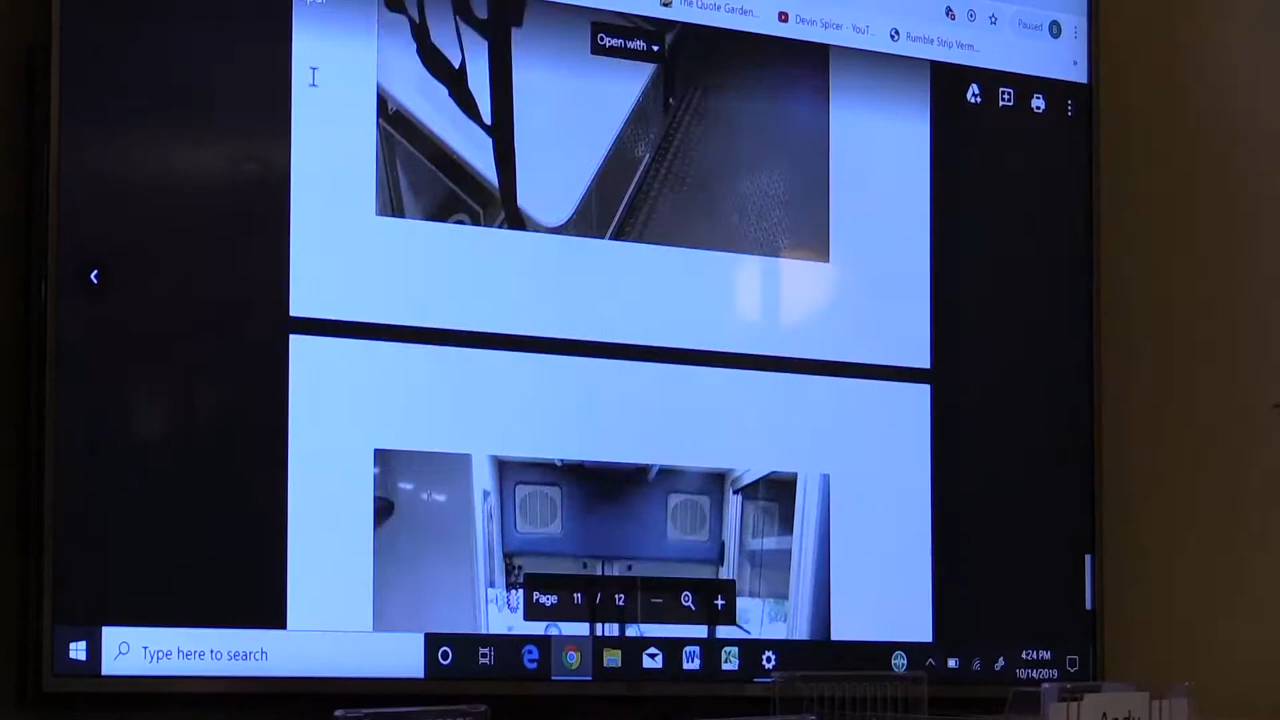 The Quote Garden...
Devin Spicer - YouT...
Rumble Strip Verm...
Paused
B
»
Open with
Page 11 / 12
Type here to search
4:24 PM
10/14/2019